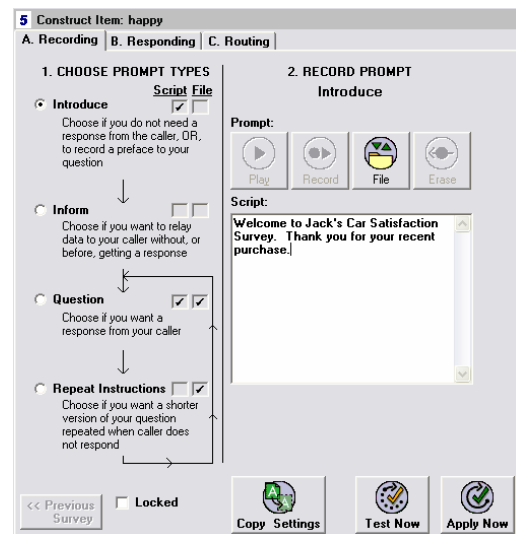 5 Construct Item: happy
A. Recording B. Responding C. Routing
1. CHOOSE PROMPT TYPES
Script File
Introduce
Choose if you do not need a
response from the caller, OR,
to record a preface to your
question
Inform
Choose if you want to relay
data to your caller without, or
before, getting a response
Question
Choose if you want a
response from your caller
Repeat Instructions
Choose if you want a shorter
version of your question
repeated when caller does
not respond
<< Previous
Survey
Locked
2. RECORD PROMPT
Introduce
Prompt:
Play Record File Erase
Script:
Welcome to Jack's Car Satisfaction
Survey. Thank you for your recent
purchase.
Copy Settings Test Now Apply Now